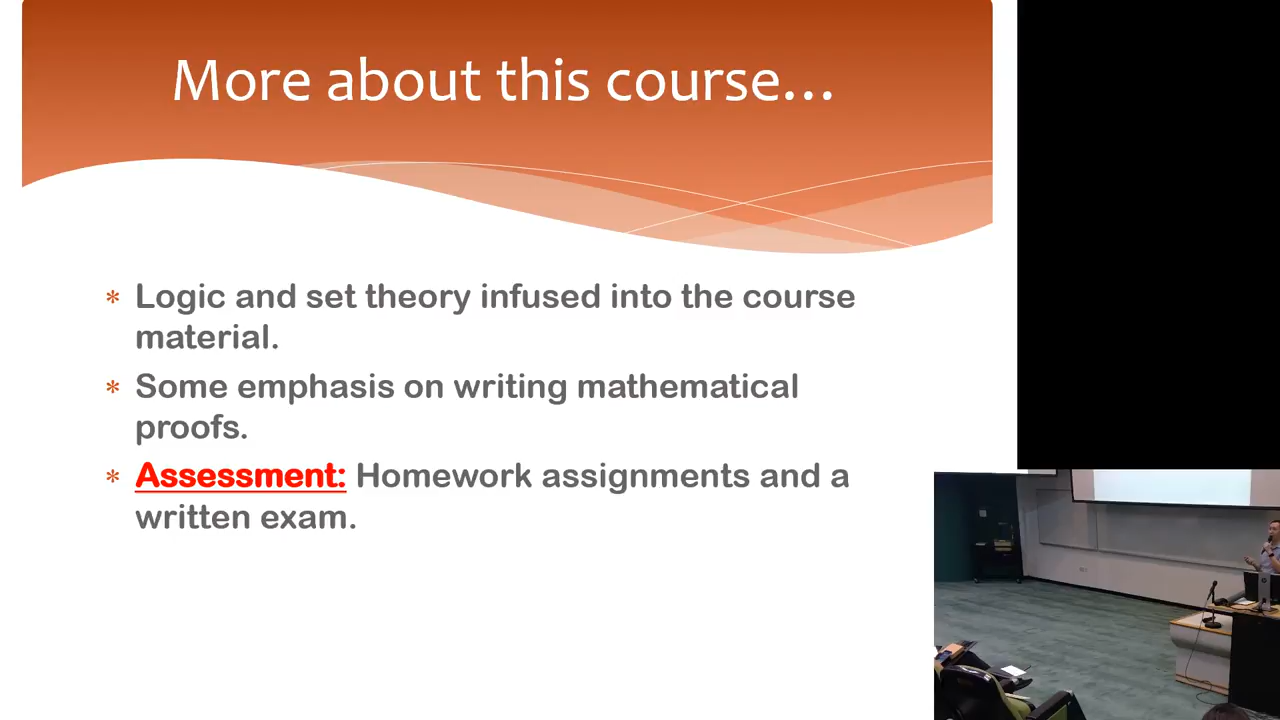 More about this course…
* Logic and set theory infused into the course
material.
* Some emphasis on writing mathematical
proofs.
* Assessment: Homework assignments and a
written exam.